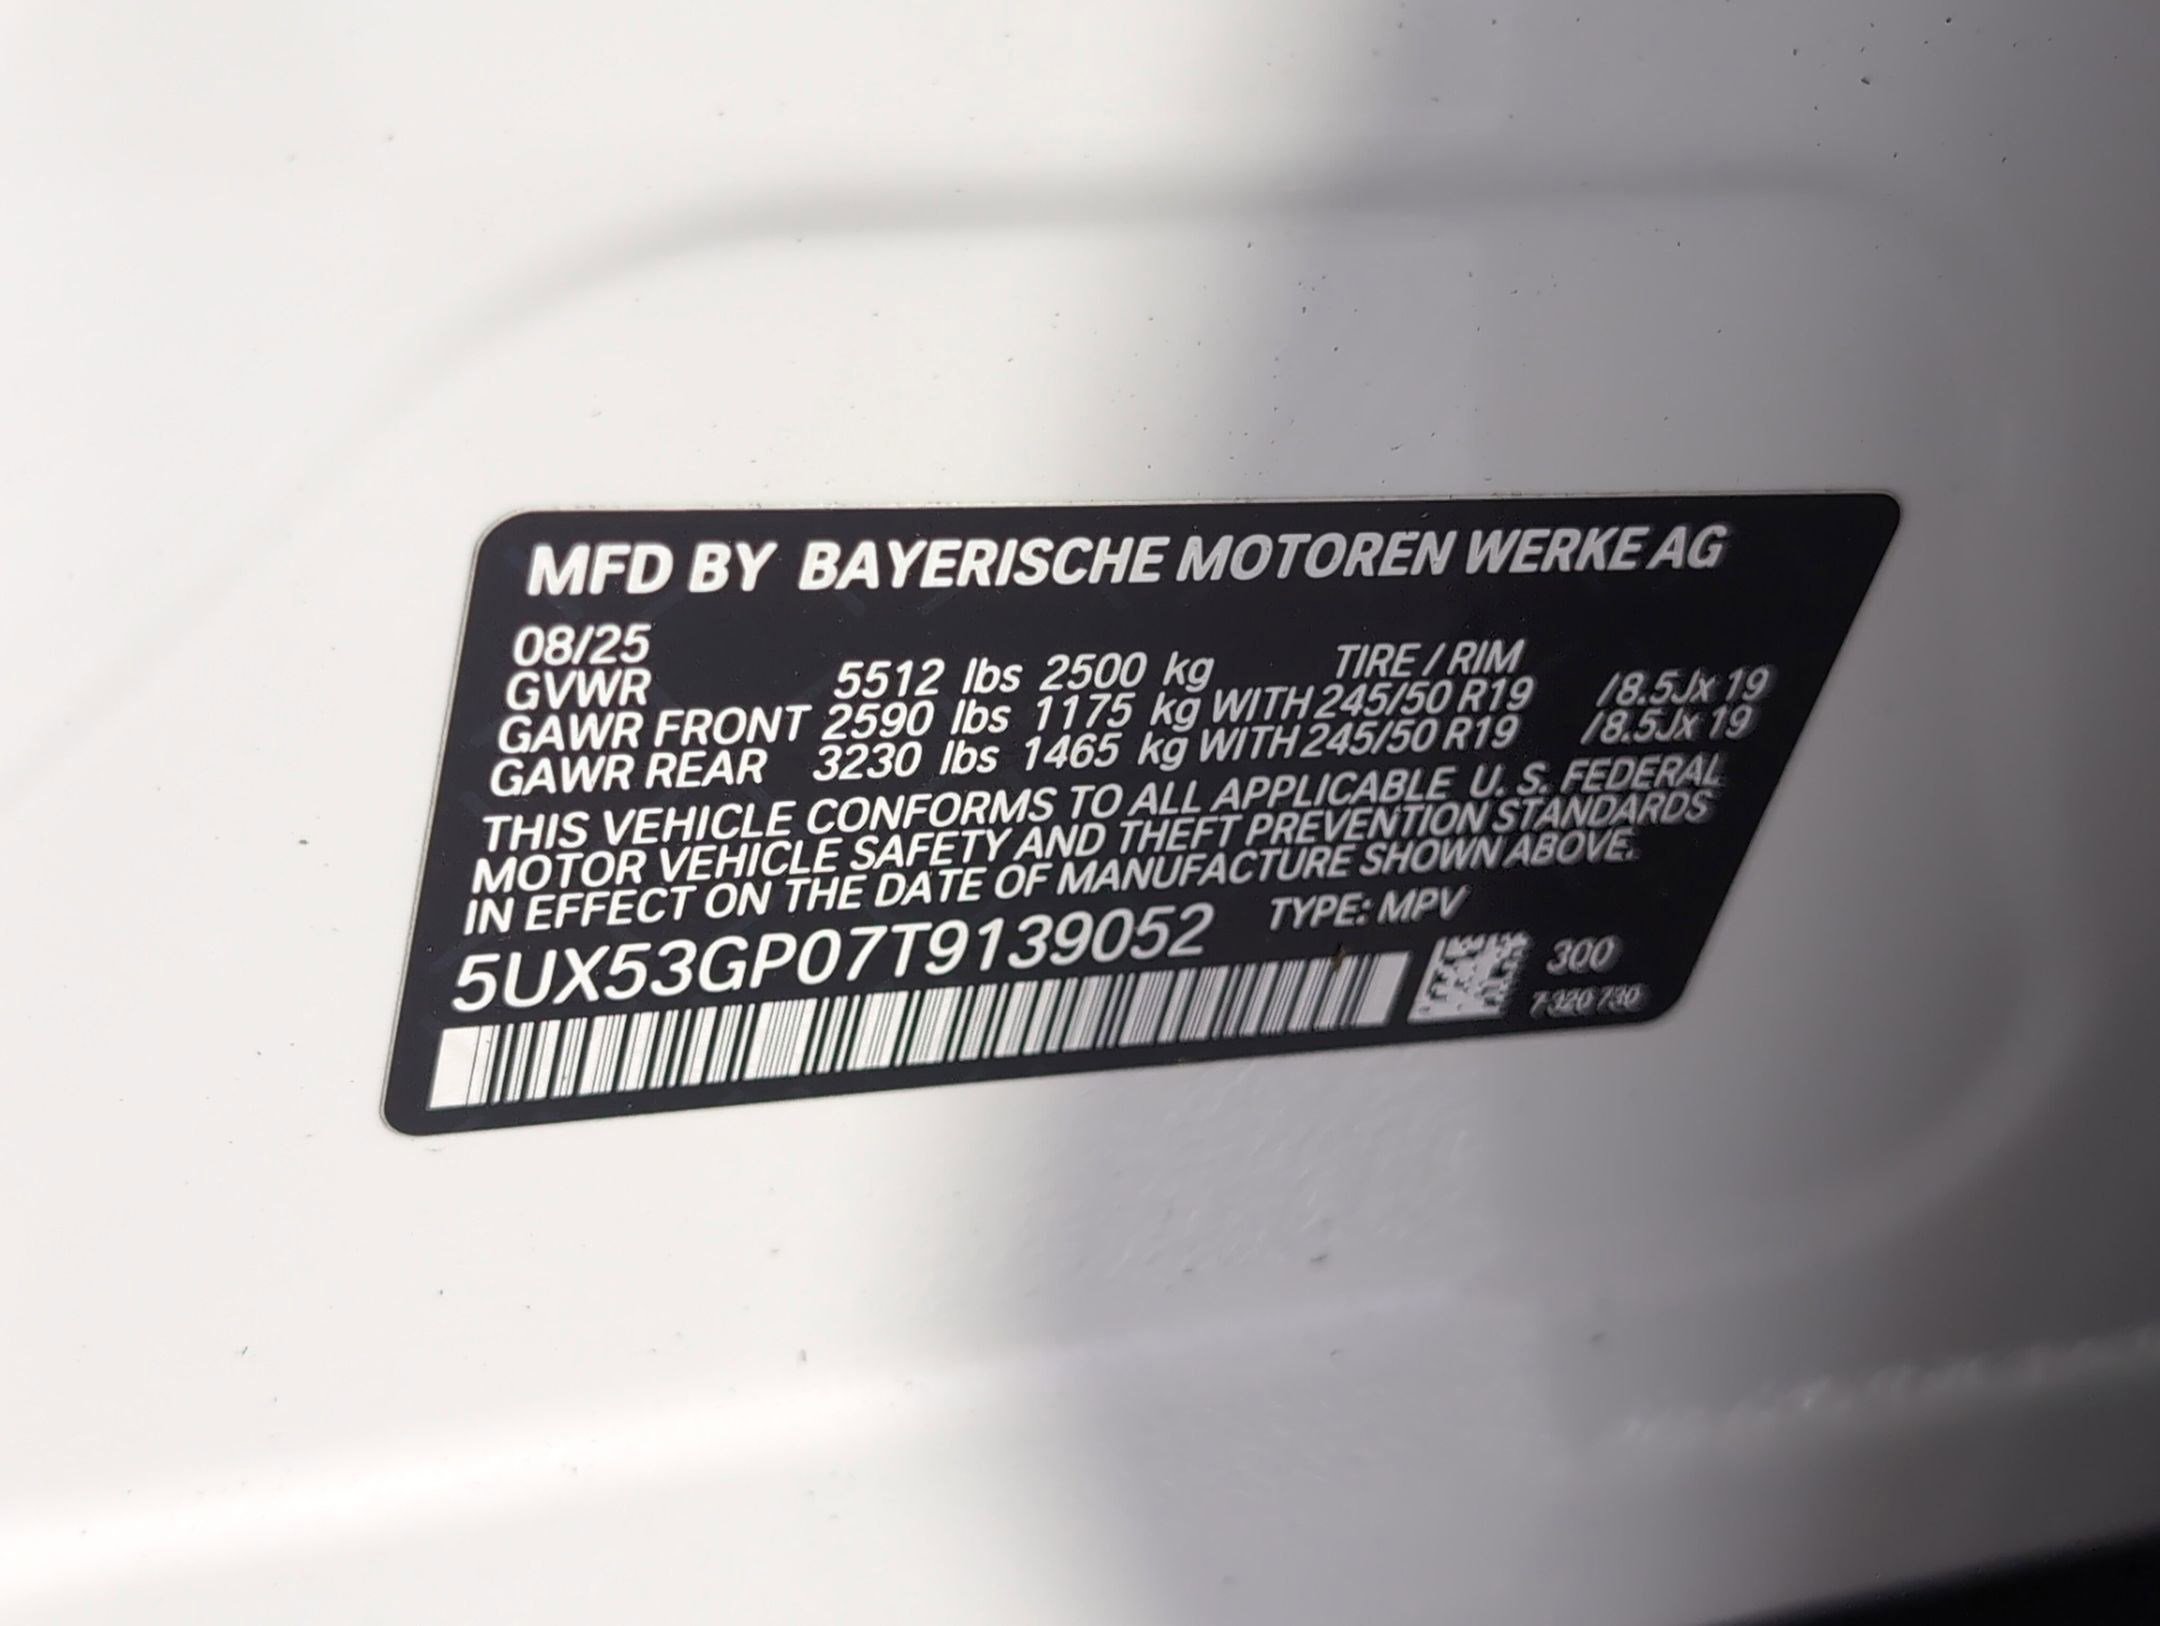 MFD BY BAYERISCHE MOTOREN WERKE AG
08/25
GVWR 5512 lbs 2500 kg TIRE / RIM
GAWR FRONT 2590 lbs 1175 kg WITH 245/50 R19 /8.5Jx 19
GAWR REAR 3230 lbs 1465 kg WITH 245/50 R19 /8.5Jx 19
THIS VEHICLE CONFORMS TO ALL APPLICABLE U. S. FEDERAL
MOTOR VEHICLE SAFETY AND THEFT PREVENTION STANDARDS
IN EFFECT ON THE DATE OF MANUFACTURE SHOWN ABOVE.
5UX53GP07T9139052 TYPE: MPV
300
7 320 730